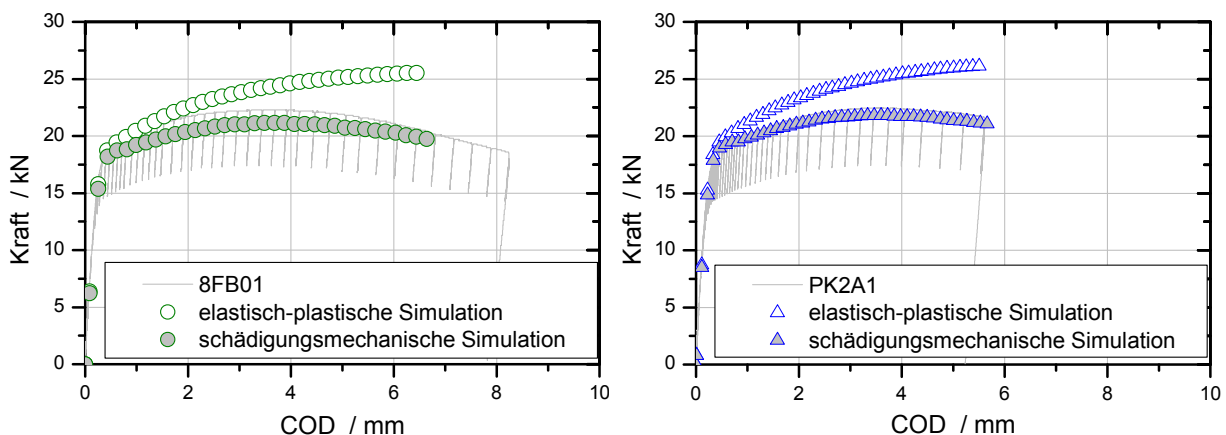 30
25
20
15
10
5
0
Kraft / kN
8FB01
elastisch-plastische Simulation
schädigungsmechanische Simulation
0 2 4 6 8 10
COD / mm
30
25
20
15
10
5
0
Kraft / kN
PK2A1
elastisch-plastische Simulation
schädigungsmechanische Simulation
0 2 4 6 8 10
COD / mm